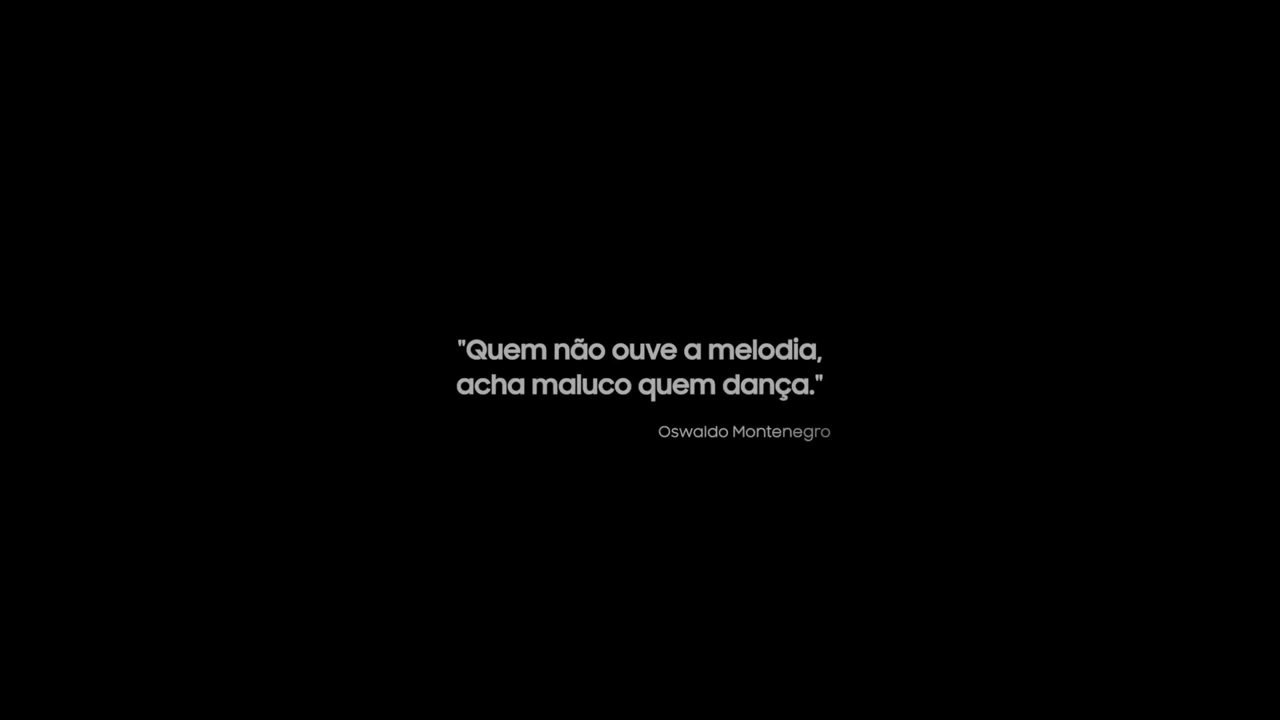 "Quem não ouve a melodia,
acha maluco quem dança."
Oswaldo Montenegro